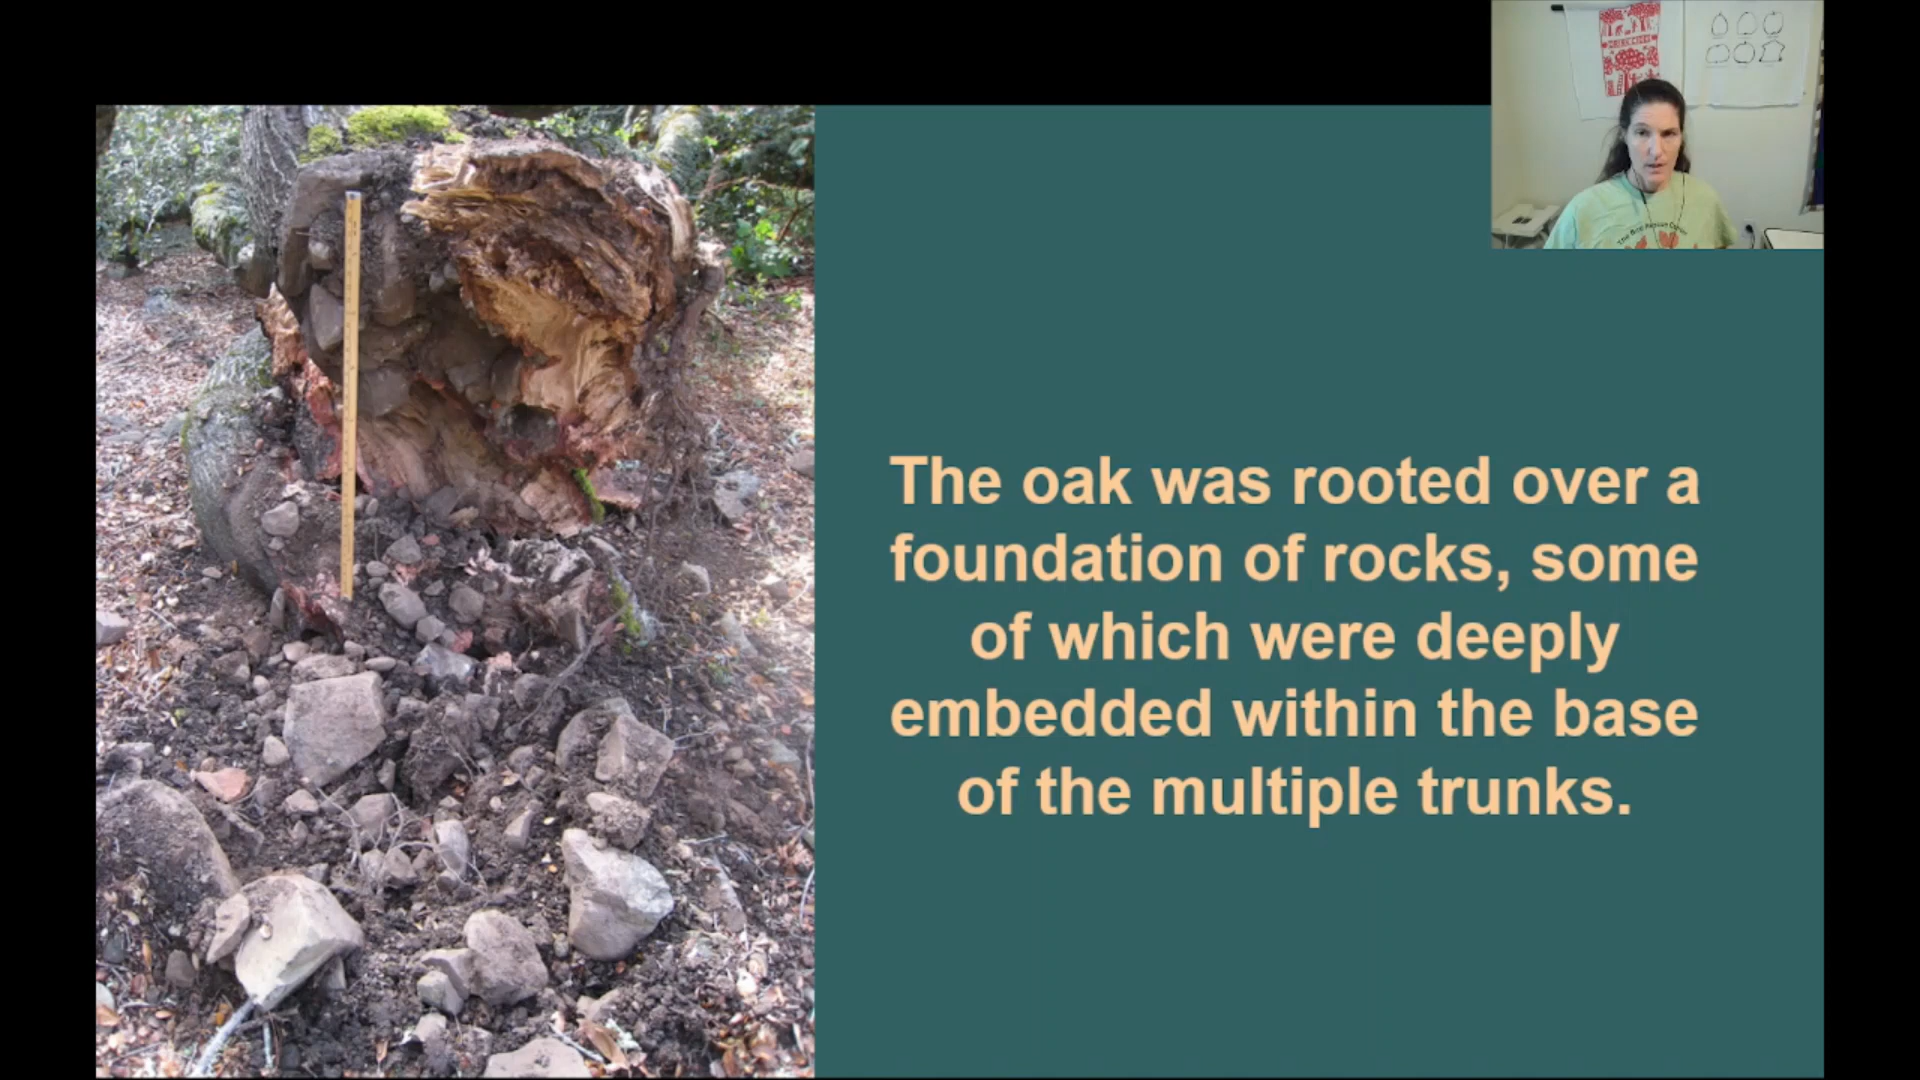 The oak was rooted over a
foundation of rocks, some
of which were deeply
embedded within the base
of the multiple trunks.